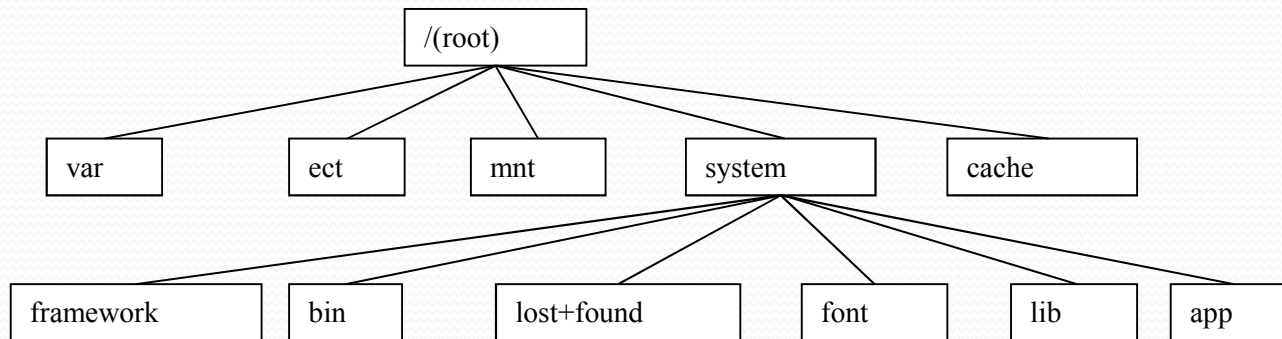 /(root)
var
ect
mnt
system
cache
framework
bin
lost+found
font
lib
app